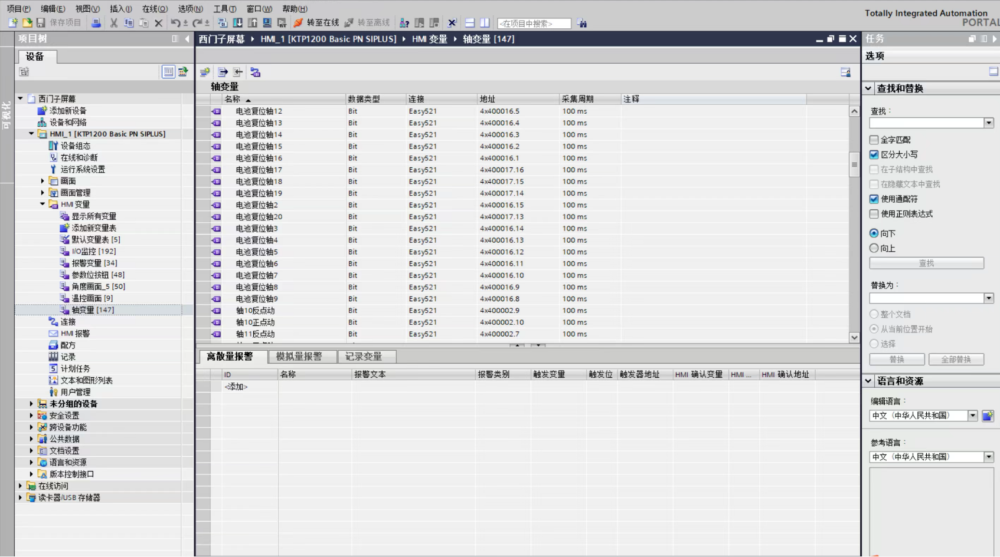 项目(P) 编辑(E) 视图(V) 插入(I) 在线(O) 选项(N) 工具(T) 窗口(W) 帮助(H)
Totally Integrated Automation
PORTAL
保存项目 转至在线 转至离线 <在项目中搜索>
项目树
西门子屏幕 HMI_1 [KTP1200 Basic PN SIPLUS] HMI 变量 轴变量 [147]
任务
设备
选项
可视化
轴变量
名称 数据类型 连接 地址 采集周期 注释
电池复位轴12 Bit Easy521 4x400016.5 100 ms
电池复位轴13 Bit Easy521 4x400016.4 100 ms
电池复位轴14 Bit Easy521 4x400016.3 100 ms
电池复位轴15 Bit Easy521 4x400016.2 100 ms
电池复位轴16 Bit Easy521 4x400016.1 100 ms
电池复位轴17 Bit Easy521 4x400017.16 100 ms
电池复位轴18 Bit Easy521 4x400017.15 100 ms
电池复位轴19 Bit Easy521 4x400017.14 100 ms
电池复位轴2 Bit Easy521 4x400016.15 100 ms
电池复位轴20 Bit Easy521 4x400017.13 100 ms
电池复位轴3 Bit Easy521 4x400016.14 100 ms
电池复位轴4 Bit Easy521 4x400016.13 100 ms
电池复位轴5 Bit Easy521 4x400016.12 100 ms
电池复位轴6 Bit Easy521 4x400016.11 100 ms
电池复位轴7 Bit Easy521 4x400016.10 100 ms
电池复位轴8 Bit Easy521 4x400016.9 100 ms
电池复位轴9 Bit Easy521 4x400016.8 100 ms
轴10反点动 Bit Easy521 4x400002.9 100 ms
轴10正点动 Bit Easy521 4x400002.10 100 ms
轴11反点动 Bit Easy521 4x400002.7 100 ms
西门子屏幕
添加新设备
设备和网络
HMI_1 [KTP1200 Basic PN SIPLUS]
设备组态
在线和诊断
运行系统设置
画面
画面管理
HMI 变量
显示所有变量
添加新变量表
默认变量表 [5]
I/O监控 [192]
报警变量 [34]
参数位按钮 [48]
角度画面_5 [50]
温控画面 [9]
轴变量 [147]
连接
HMI 报警
配方
记录
计划任务
文本和图形列表
用户管理
未分组的设备
安全设置
跨设备功能
公共数据
文档设置
语言和资源
版本控制接口
在线访问
读卡器/USB 存储器
离散量报警 模拟量报警 记录变量
ID 名称 报警文本 报警类别 触发变量 触发位 触发器地址 HMI 确认变量 HMI ... HMI 确认地址
<添加>
查找和替换
查找：
全字匹配
区分大小写
在子结构中查找
在隐藏文本中查找
使用通配符
使用正则表达式
向下
向上
查找
替换为：
整个文档
从当前位置开始
选择
替换 全部替换
语言和资源
编辑语言：
中文（中华人民共和国）
参考语言：
中文（中华人民共和国）